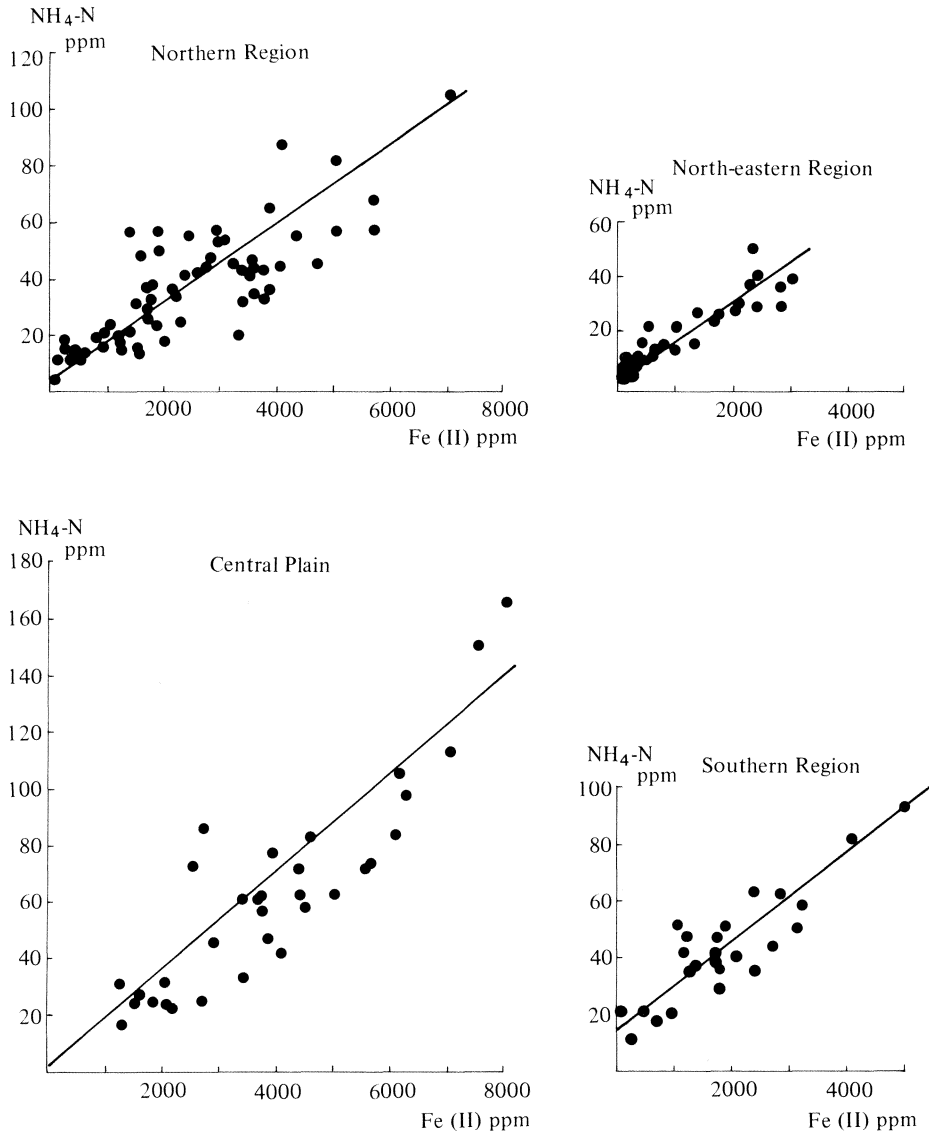 NH4-N
ppm
Northern Region
120
100
80
60
40
20
2000 4000 6000 8000
Fe (II) ppm
North-eastern Region
NH4-N
ppm
60
40
20
2000 4000
Fe (II) ppm
NH4-N
ppm
Central Plain
180
160
140
120
100
80
60
40
20
2000 4000 6000 8000
Fe (II) ppm
NH4-N
ppm
Southern Region
100
80
60
40
20
2000 4000
Fe (II) ppm